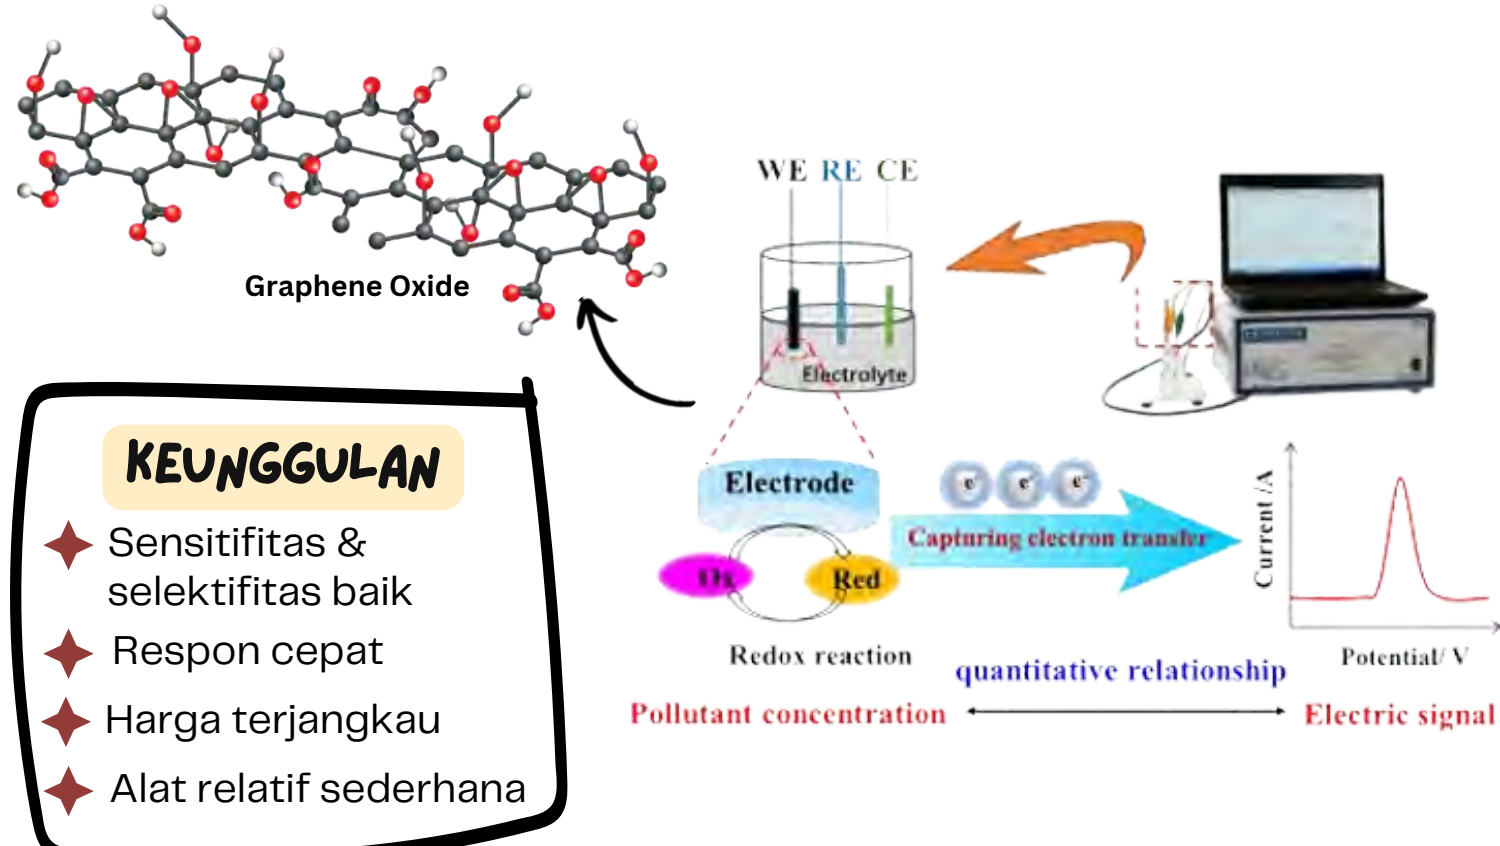 WE RE CE
Graphene Oxide
Electrolyte
KEUNGGULAN
Sensitifitas &
selektifitas baik
Respon cepat
Harga terjangkau
Alat relatif sederhana
Electrode
Ox
Red
Redox reaction
e⁻ e⁻ e⁻
Capturing electron transfer
Current /A
Potential/ V
quantitative relationship
Pollutant concentration
Electric signal